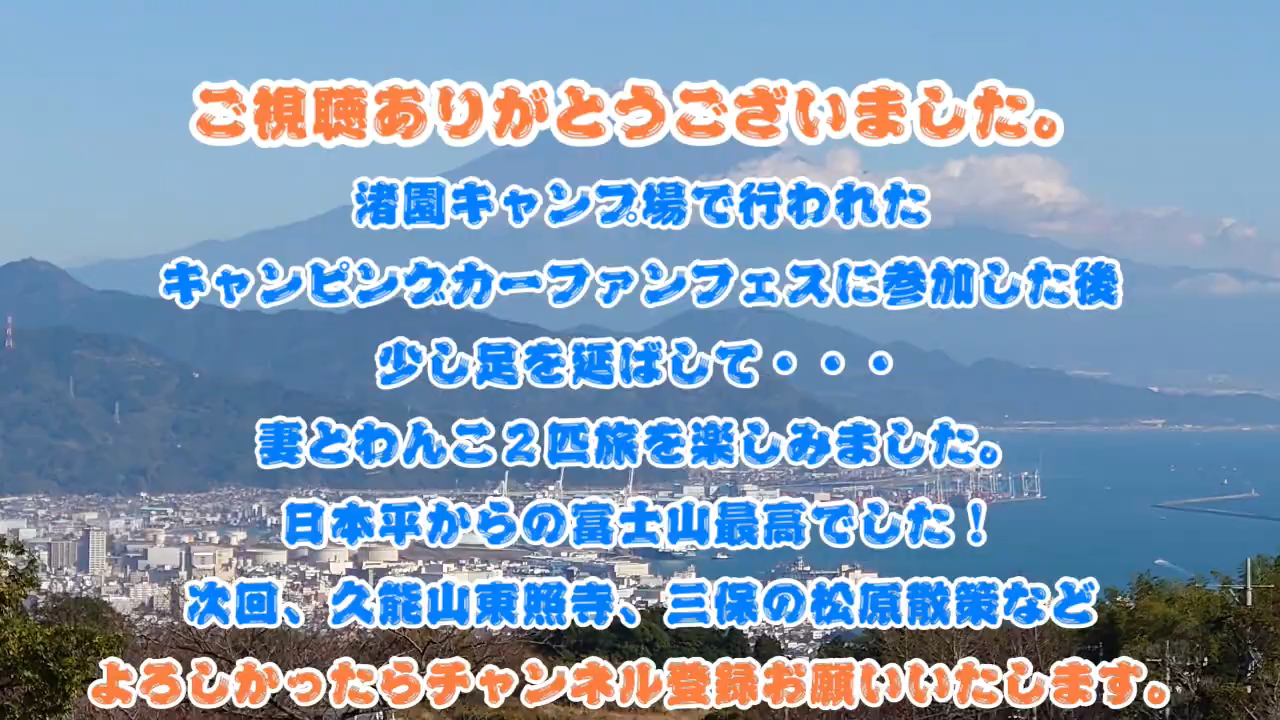 ご視聴ありがとうございました。
渚園キャンプ場で行われた
キャンピングカーファンフェスに参加した後
少し足を延ばして・・・
妻とわんこ２匹旅を楽しみました。
日本平からの富士山最高でした！
次回、久能山東照寺、三保の松原散策など
よろしかったらチャンネル登録お願いいたします。